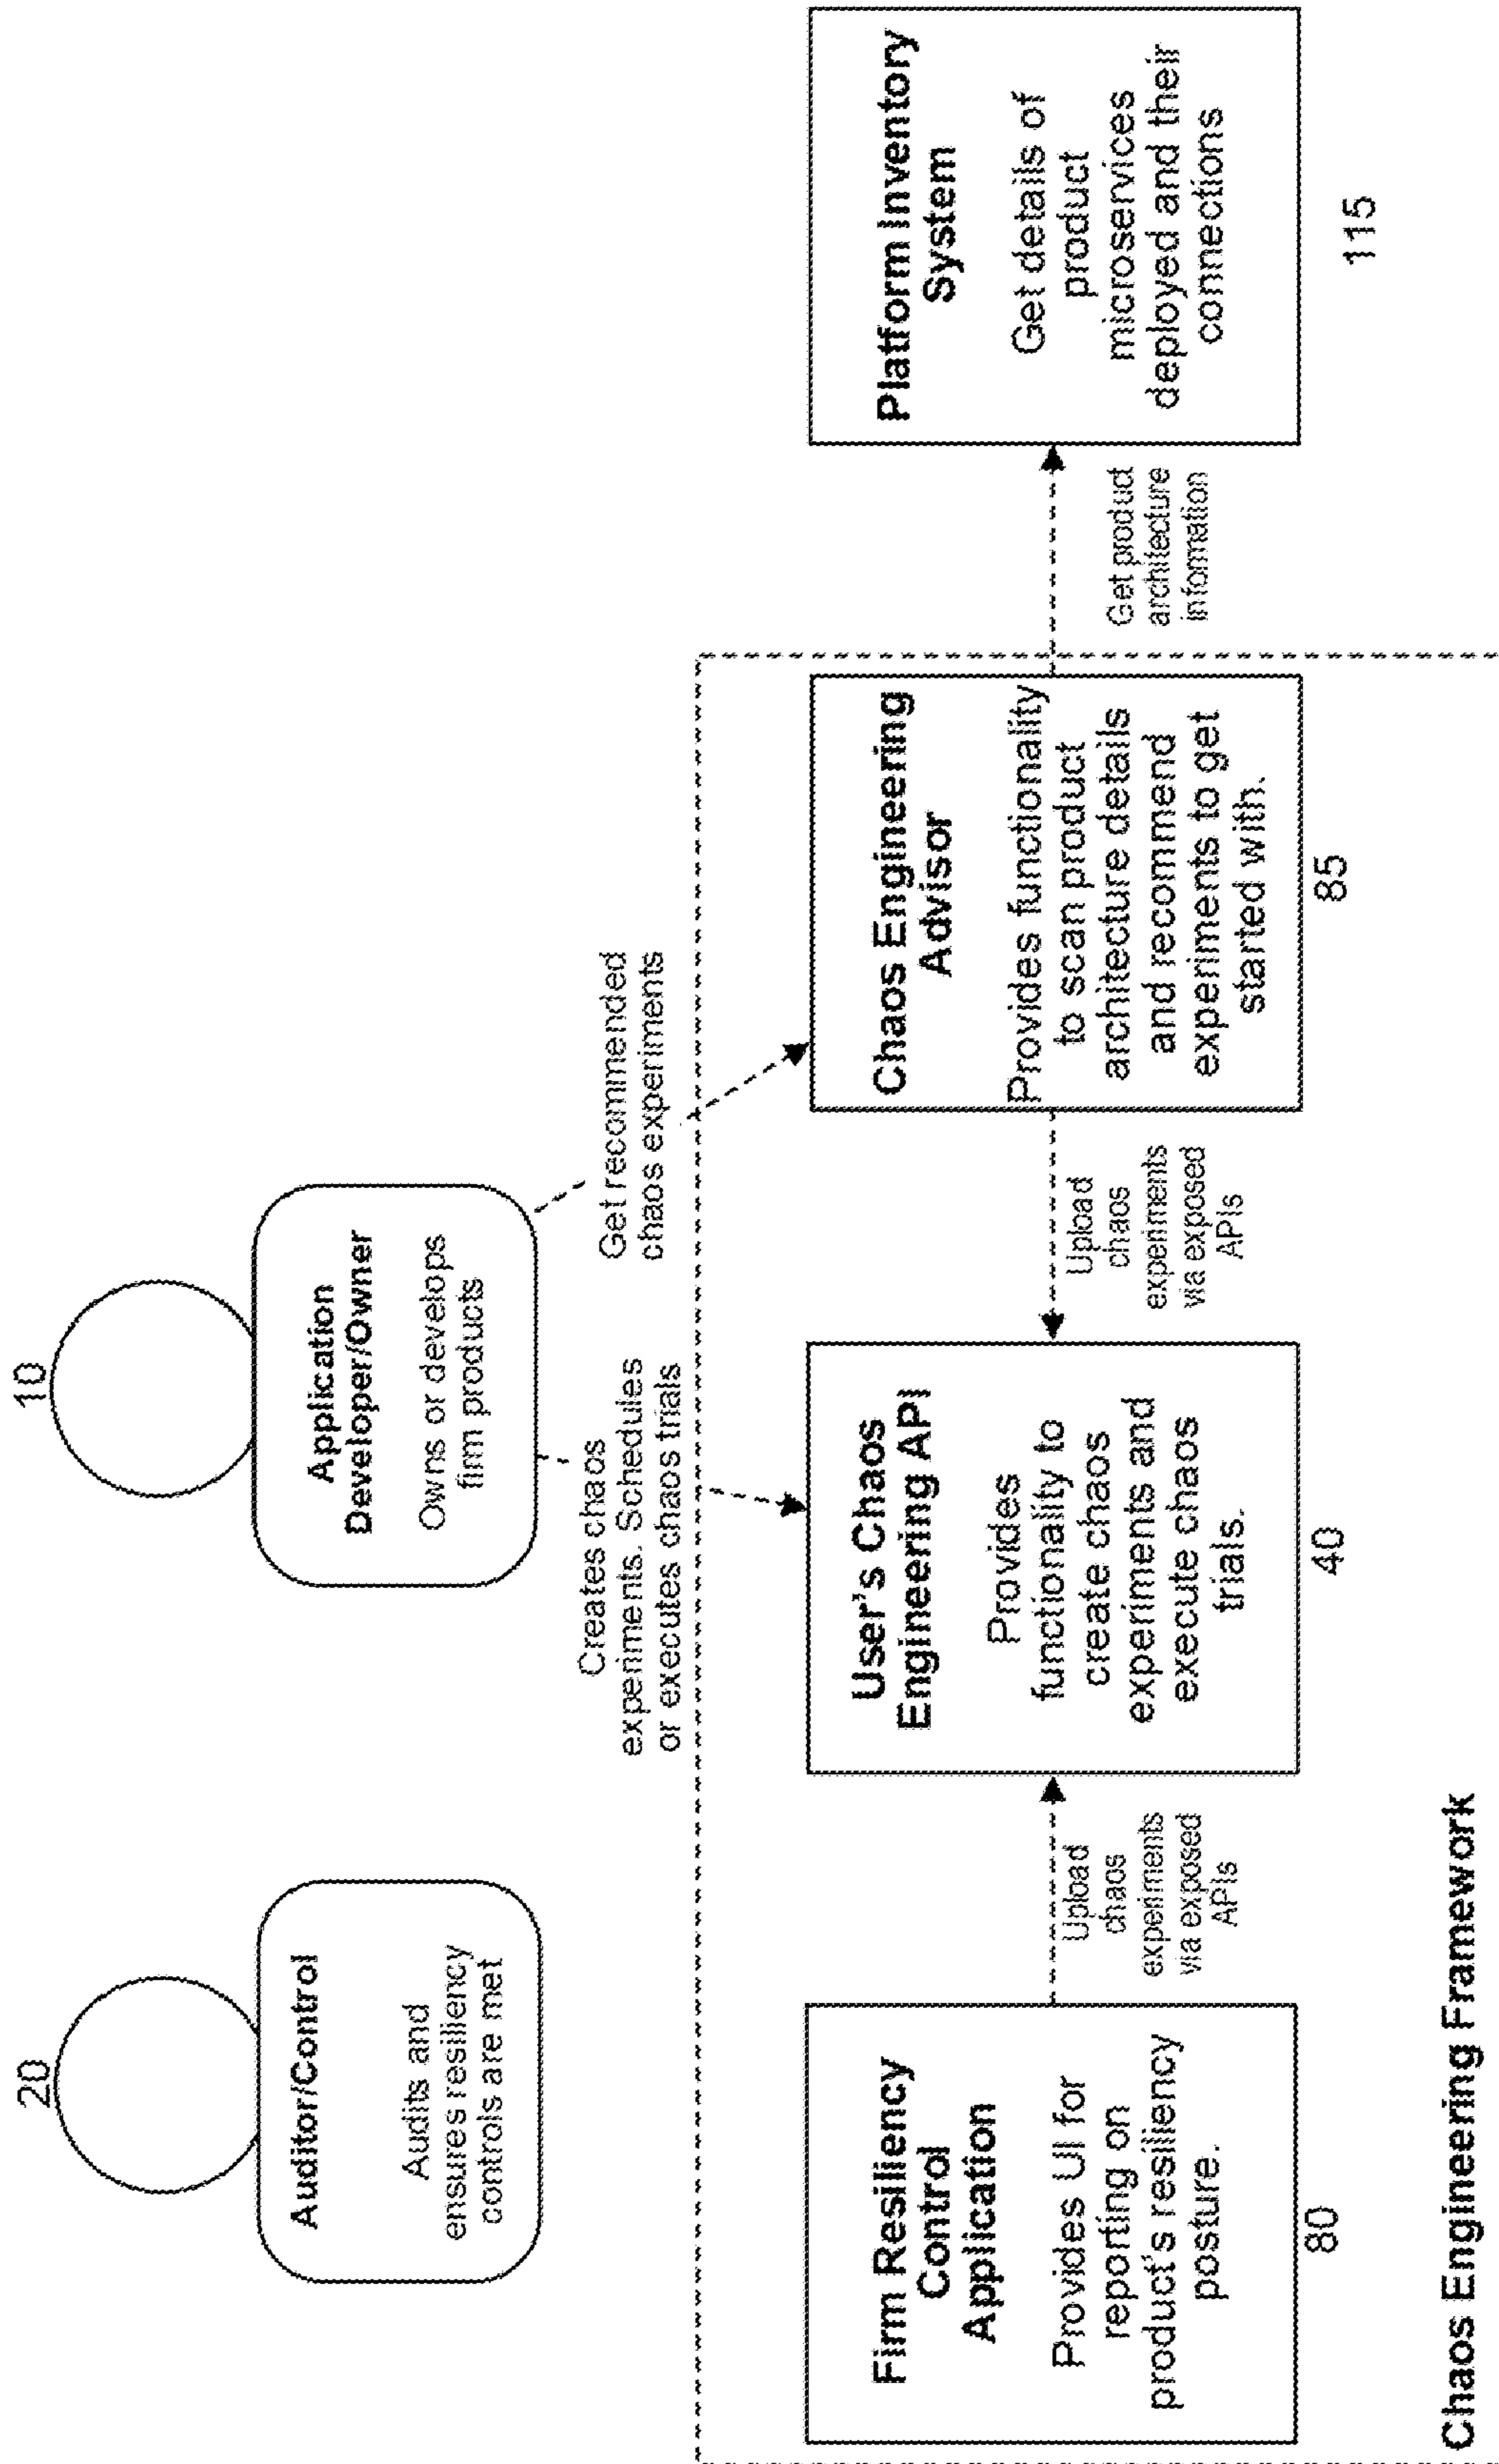 20
Auditor/Control
Audits and
ensures resiliency
controls are met
10
Application
Developer/Owner
Owns or develops
firm products
Creates chaos
experiments. Schedules
or executes chaos trials
Get recommended
chaos experiments
Firm Resiliency
Control
Application
Provides UI for
reporting on
product's resiliency
posture.
80
Upload
chaos
experiments
via exposed
APIs
User's Chaos
Engineering API
Provides
functionality to
create chaos
experiments and
execute chaos
trials.
40
Upload
chaos
experiments
via exposed
APIs
Chaos Engineering
Advisor
Provides functionality
to scan product
architecture details
and recommend
experiments to get
started with.
85
Get product
architecture
information
Platform Inventory
System
Get details of
product
microservices
deployed and their
connections
115
Chaos Engineering Framework